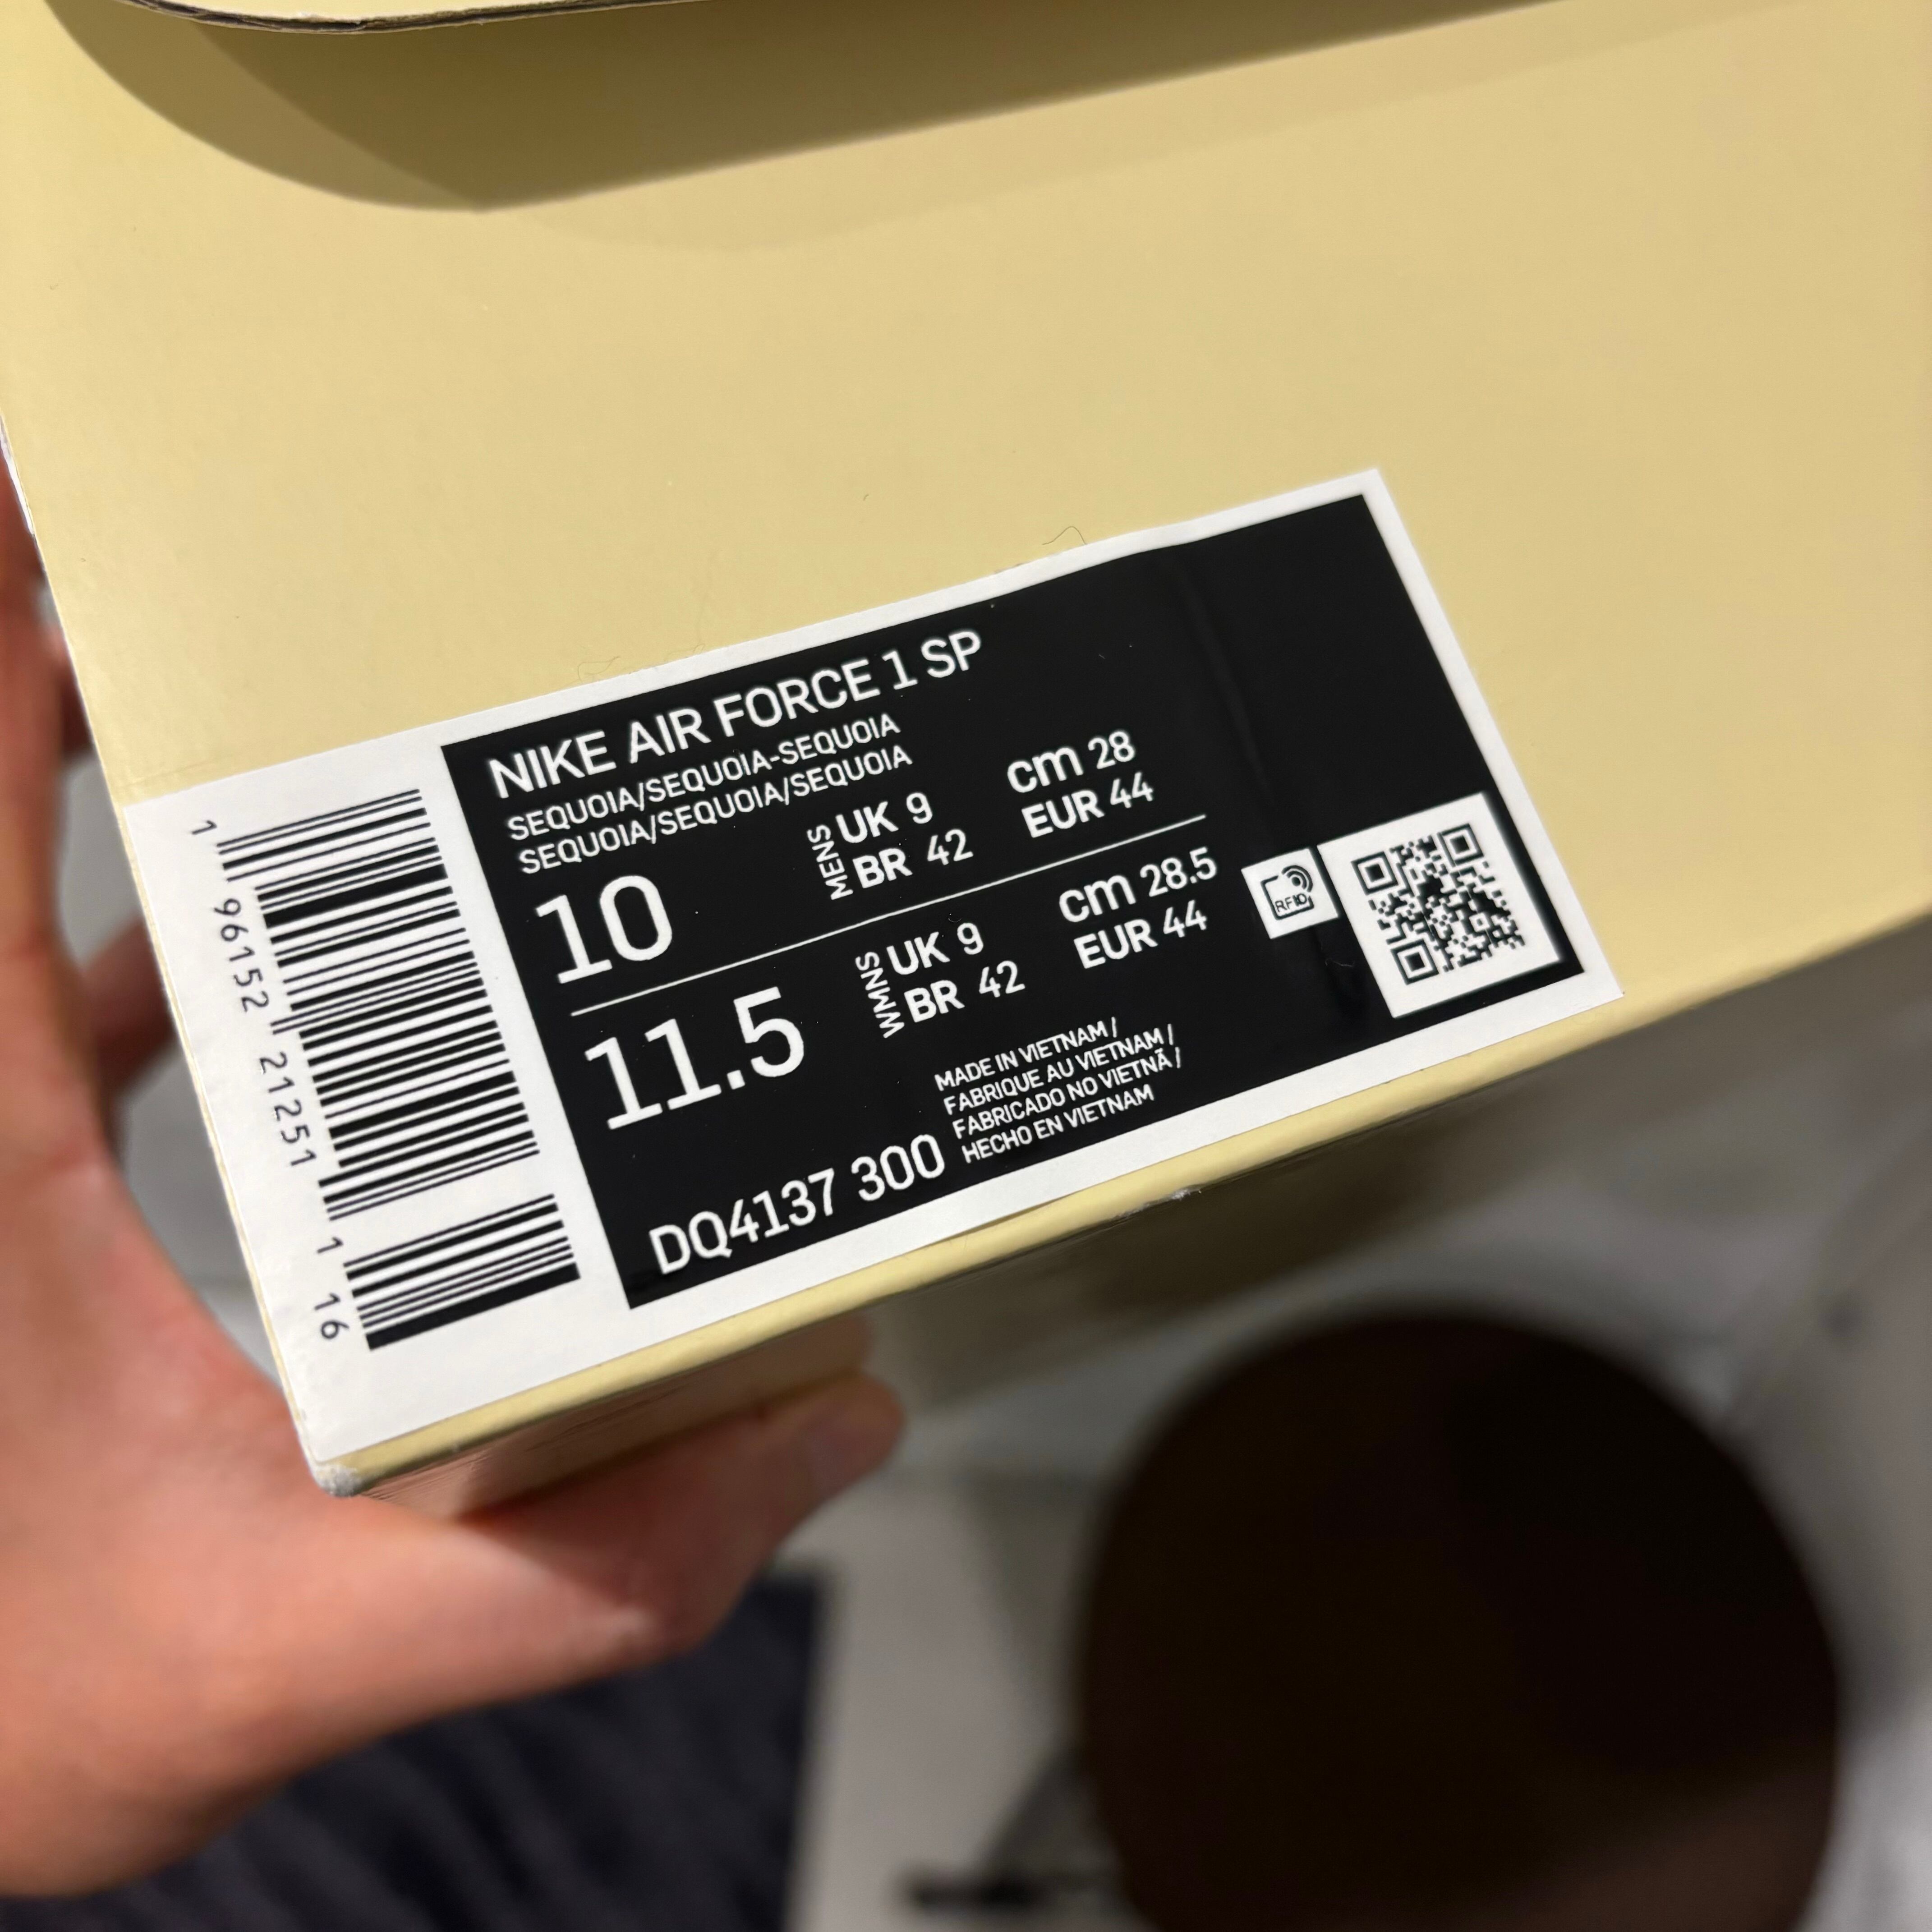 NIKE AIR FORCE 1 SP
SEQUOIA/SEQUOIA-SEQUOIA
SEQUOIA/SEQUOIA/SEQUOIA
10
MENS
UK 9
BR 42
cm 28
EUR 44
11.5
WMNS
UK 9
BR 42
cm 28.5
EUR 44
RFID
MADE IN VIETNAM /
FABRIQUE AU VIETNAM /
FABRICADO NO VIETNÃ /
HECHO EN VIETNAM
DQ4137 300
1 96152 21251 1 16